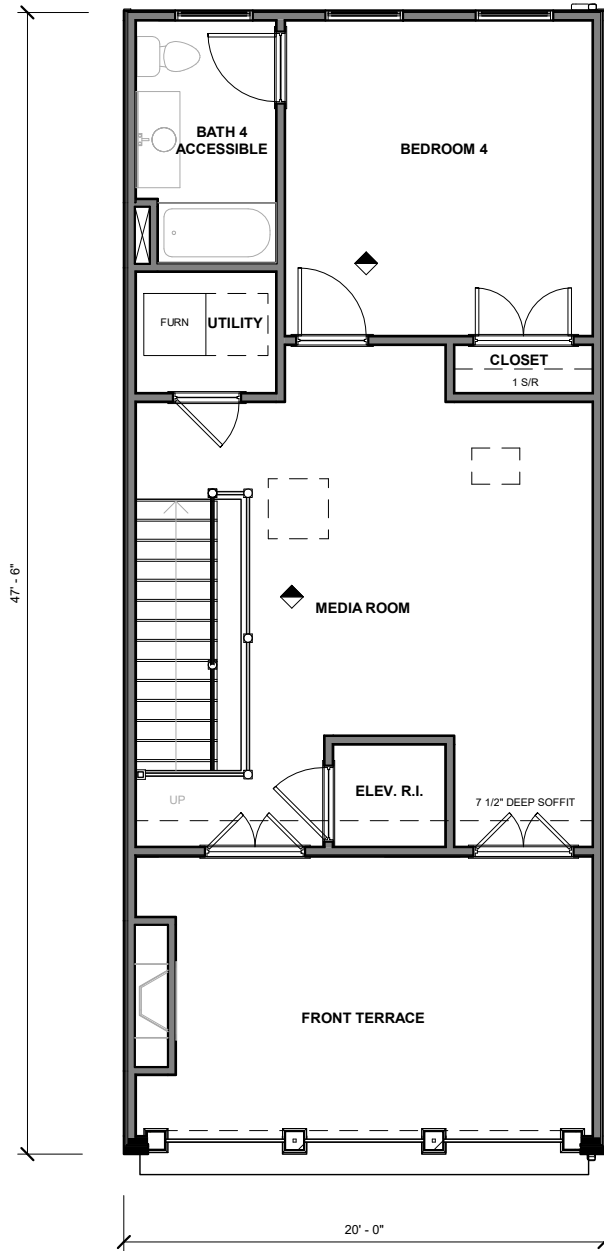 BATH 4
ACCESSIBLE
BEDROOM 4
FURN
UTILITY
CLOSET
1 S/R
47' - 6"
MEDIA ROOM
ELEV. R.I.
UP
7 1/2" DEEP SOFFIT
FRONT TERRACE
20' - 0"